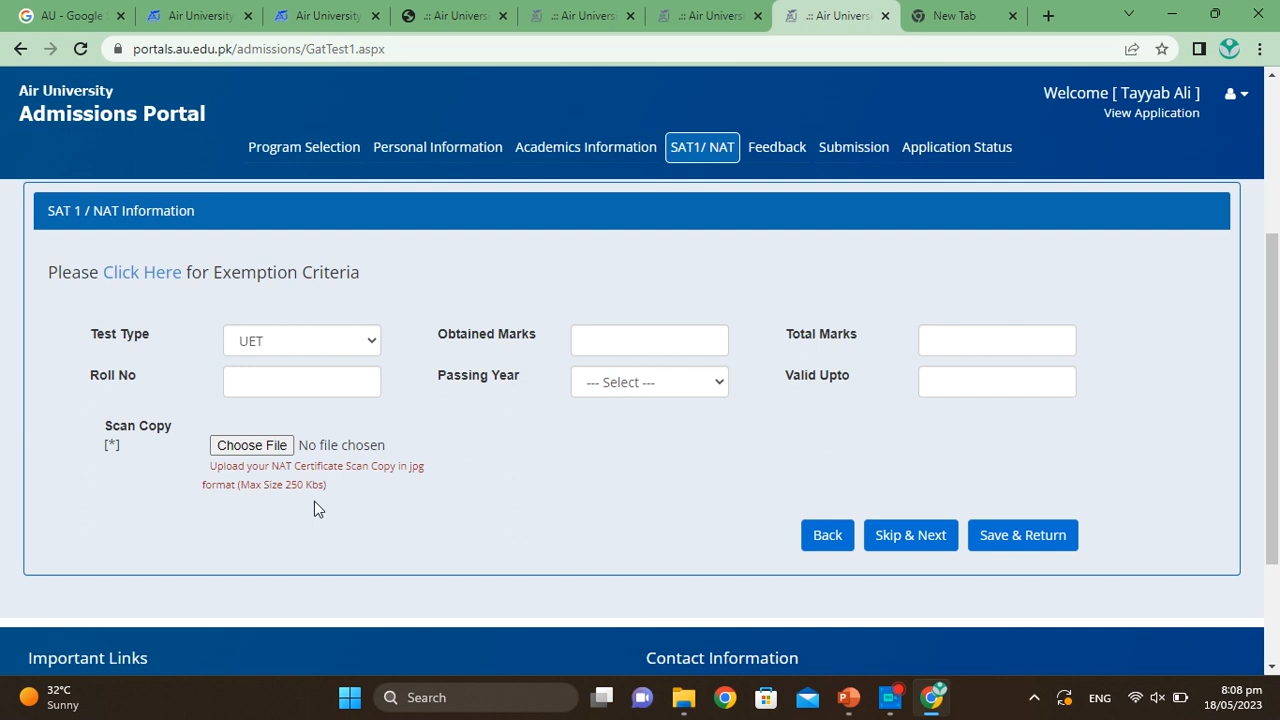 AU - Google S
Air University
Air University
.:: Air Univers
.:: Air Univers
.:: Air Univers
.:: Air Univers
New Tab
portals.au.edu.pk/admissions/GatTest1.aspx
Air University
Admissions Portal
Welcome [ Tayyab Ali ]
View Application
Program Selection Personal Information Academics Information SAT1/ NAT Feedback Submission Application Status
SAT 1 / NAT Information
Please Click Here for Exemption Criteria
Test Type UET Obtained Marks Total Marks
Roll No Passing Year --- Select --- Valid Upto
Scan Copy
[*] Choose File No file chosen
Upload your NAT Certificate Scan Copy in jpg
format (Max Size 250 Kbs)
Back Skip & Next Save & Return
Important Links Contact Information
32°C
Sunny
Search
ENG
8:08 pm
18/05/2023